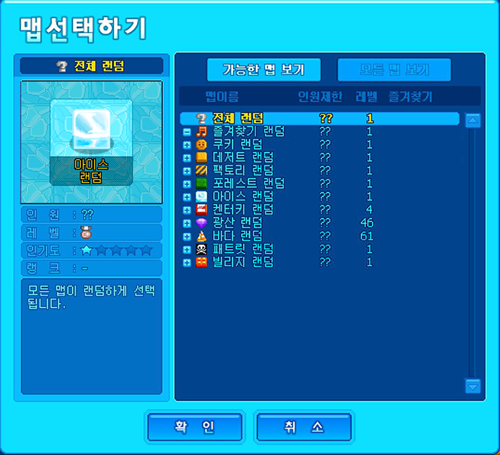 맵선택하기
전체 랜덤
가능한 맵 보기 모든 맵 보기
맵이름 인원제한 레벨 즐겨찾기
전체 랜덤 ?? 1
즐겨찾기 랜덤 ?? 1
쿠키 랜덤 ?? 1
데저트 랜덤 ?? 1
팩토리 랜덤 ?? 1
포레스트 랜덤 ?? 1
아이스 랜덤 ?? 1
켄터키 랜덤 ?? 4
광산 랜덤 ?? 46
바다 랜덤 ?? 61
패트릿 랜덤 ?? 1
빌리지 랜덤 ?? 1
아이스
랜덤
인 원 : ??
레 벨 :
인기도 :
랭 크 : -
모든 맵이 랜덤하게 선택
됩니다.
확 인 취 소